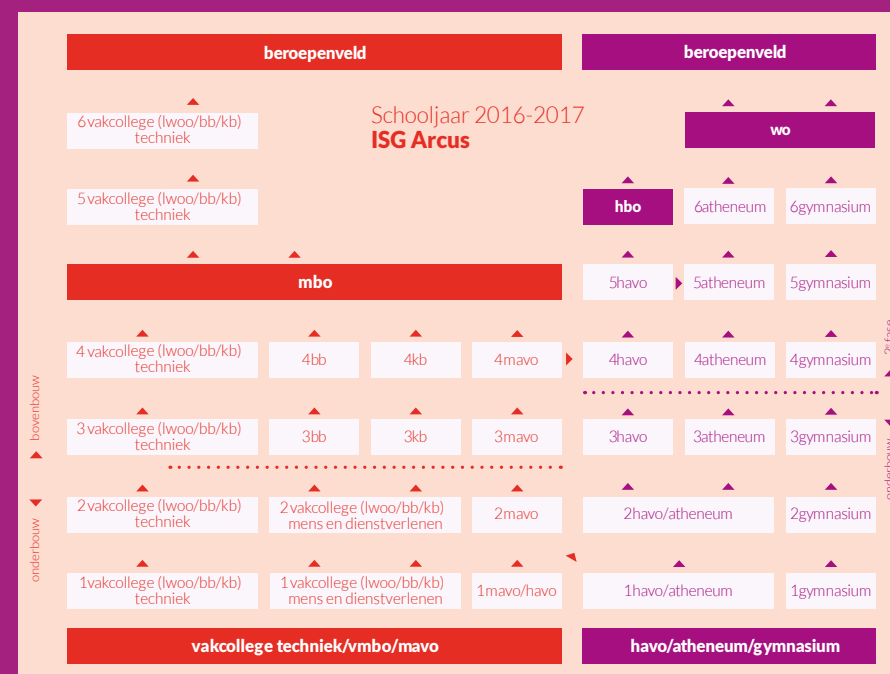 beroepenveld
beroepenveld
Schooljaar 2016-2017
ISG Arcus
6 vakcollege (lwoo/bb/kb)
techniek
wo
5 vakcollege (lwoo/bb/kb)
techniek
hbo
6atheneum
6gymnasium
mbo
5havo
5atheneum
5gymnasium
4 vakcollege (lwoo/bb/kb)
techniek
4bb
4kb
4mavo
4havo
4atheneum
4gymnasium
2e fase
bovenbouw
3 vakcollege (lwoo/bb/kb)
techniek
3bb
3kb
3mavo
3havo
3atheneum
3gymnasium
onderbouw
2 vakcollege (lwoo/bb/kb)
techniek
2 vakcollege (lwoo/bb/kb)
mens en dienstverlenen
2mavo
2havo/atheneum
2gymnasium
onderbouw
1vakcollege (lwoo/bb/kb)
techniek
1 vakcollege (lwoo/bb/kb)
mens en dienstverlenen
1mavo/havo
1havo/atheneum
1gymnasium
vakcollege techniek/vmbo/mavo
havo/atheneum/gymnasium